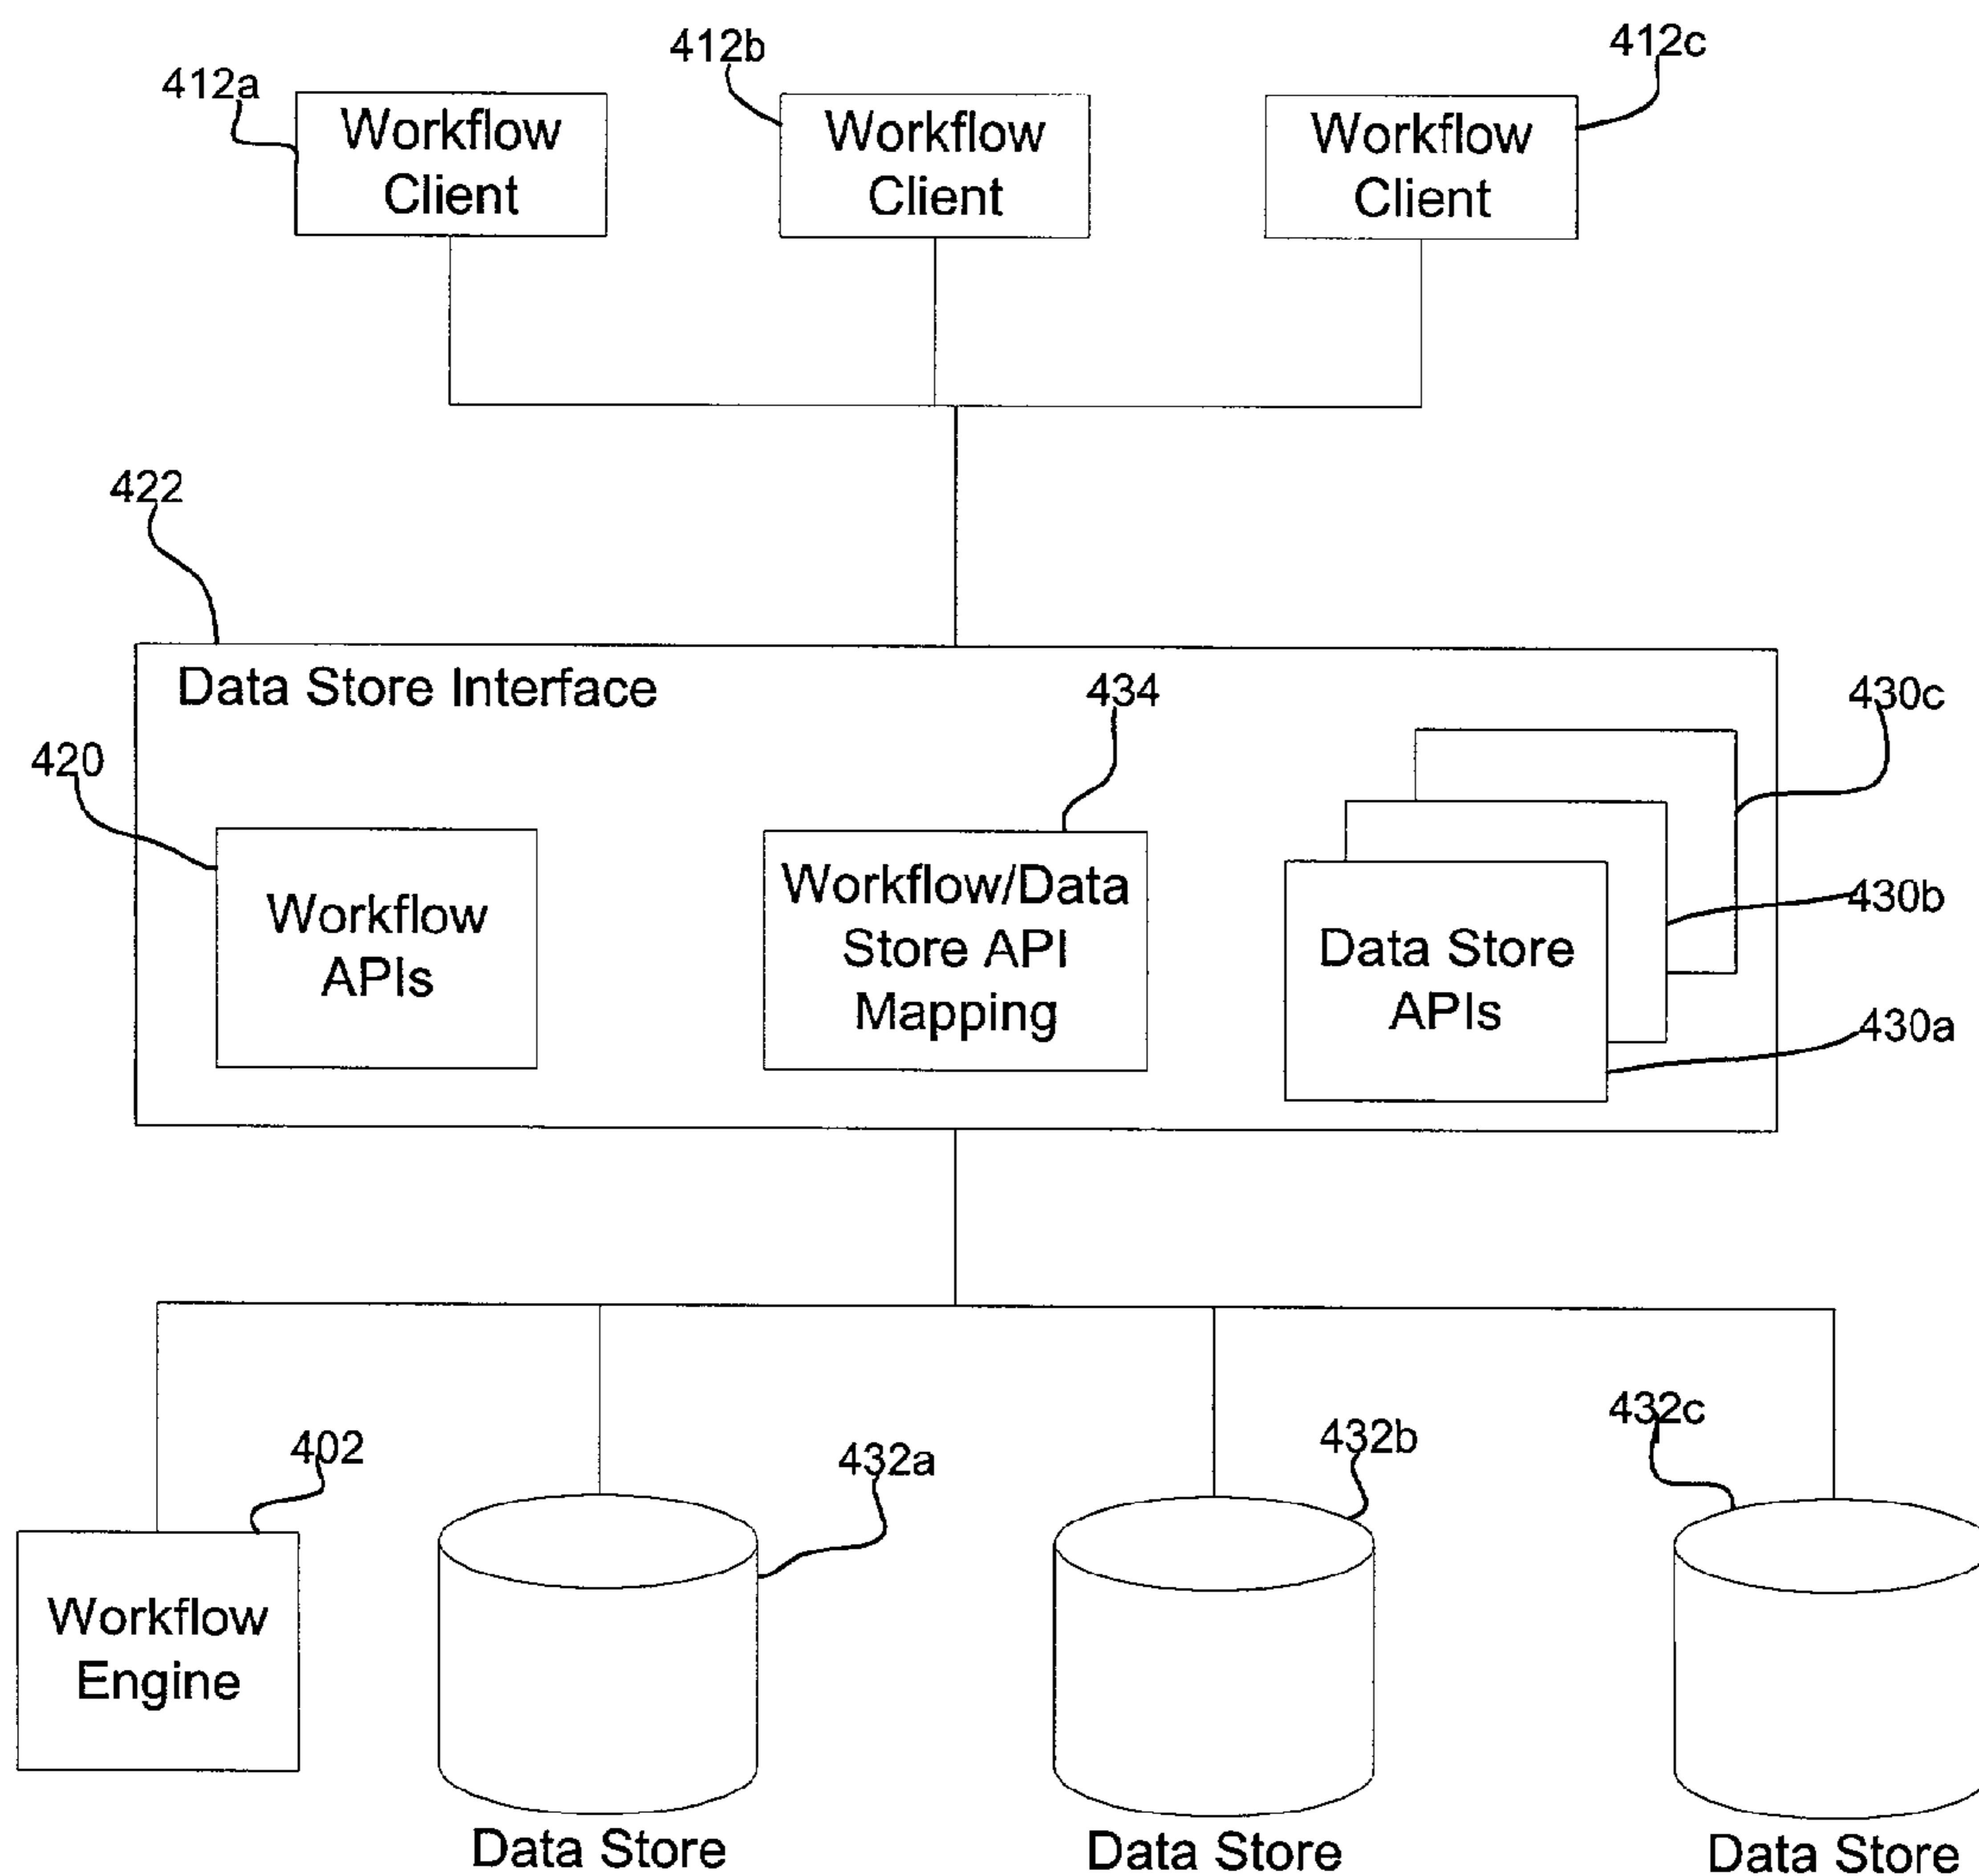 412a
412b
412c
Workflow
Client
Workflow
Client
Workflow
Client
422
Data Store Interface
434
430c
420
Workflow
APIs
Workflow/Data
Store API
Mapping
Data Store
APIs
430b
430a
402
432a
432b
432c
Workflow
Engine
Data Store
Data Store
Data Store